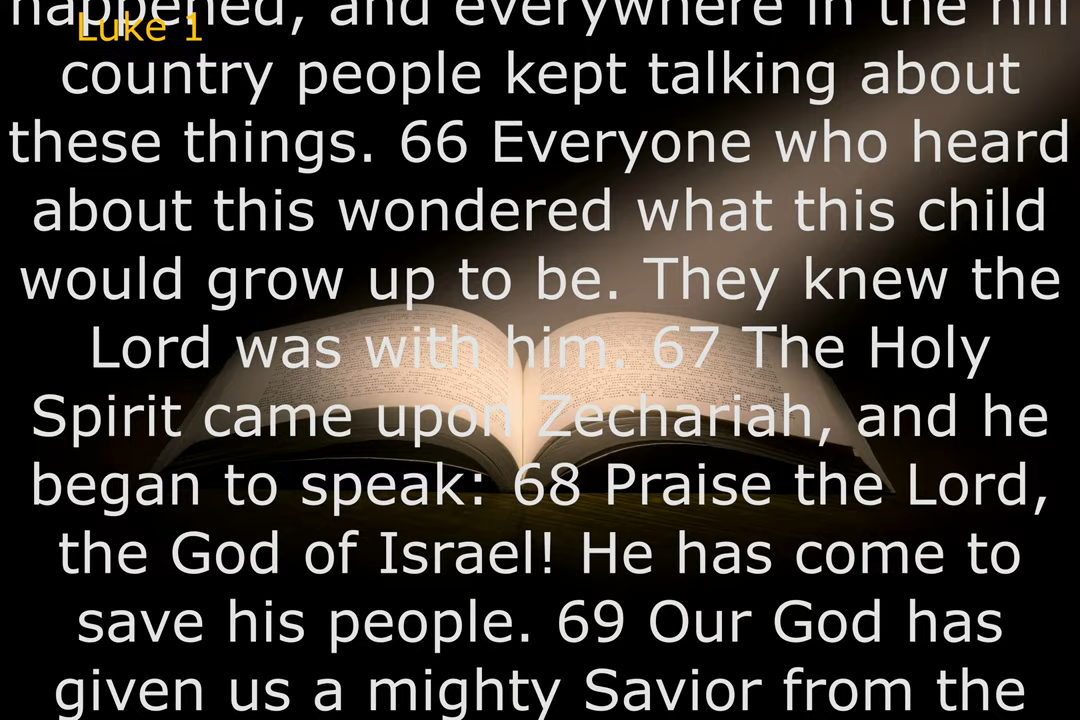 happened, and everywhere in the hill
Luke 1
country people kept talking about
these things. 66 Everyone who heard
about this wondered what this child
would grow up to be. They knew the
Lord was with him. 67 The Holy
Spirit came upon Zechariah, and he
began to speak: 68 Praise the Lord,
the God of Israel! He has come to
save his people. 69 Our God has
given us a mighty Savior from the